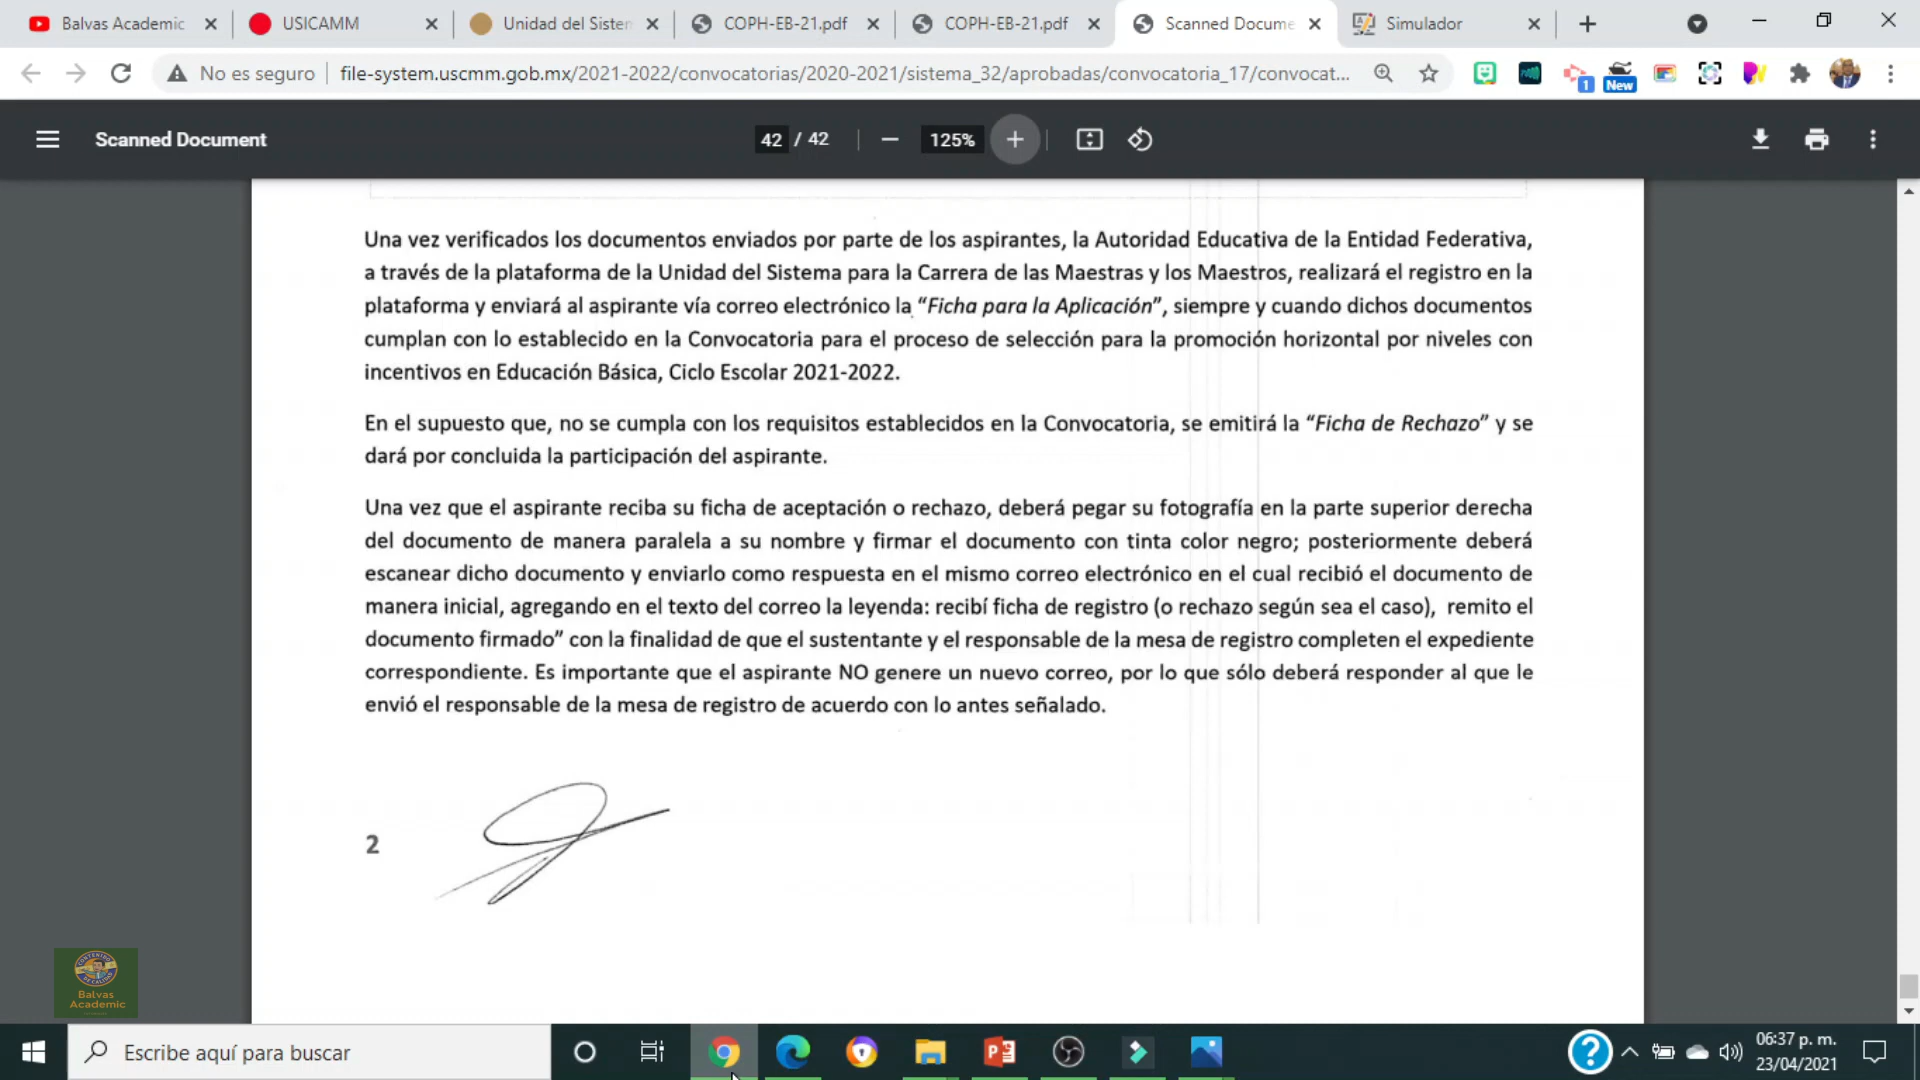 Balvas Academic
USICAMM
Unidad del Sisten
COPH-EB-21.pdf
COPH-EB-21.pdf
Scanned Docume
Simulador
No es seguro
file-system.uscmm.gob.mx/2021-2022/convocatorias/2020-2021/sistema_32/aprobadas/convocatoria_17/convocat...
1
New
Scanned Document
42 / 42
125%
Una vez verificados los documentos enviados por parte de los aspirantes, la Autoridad Educativa de la Entidad Federativa,
a través de la plataforma de la Unidad del Sistema para la Carrera de las Maestras y los Maestros, realizará el registro en la
plataforma y enviará al aspirante vía correo electrónico la “Ficha para la Aplicación”, siempre y cuando dichos documentos
cumplan con lo establecido en la Convocatoria para el proceso de selección para la promoción horizontal por niveles con
incentivos en Educación Básica, Ciclo Escolar 2021-2022.
En el supuesto que, no se cumpla con los requisitos establecidos en la Convocatoria, se emitirá la “Ficha de Rechazo” y se
dará por concluida la participación del aspirante.
Una vez que el aspirante reciba su ficha de aceptación o rechazo, deberá pegar su fotografía en la parte superior derecha
del documento de manera paralela a su nombre y firmar el documento con tinta color negro; posteriormente deberá
escanear dicho documento y enviarlo como respuesta en el mismo correo electrónico en el cual recibió el documento de
manera inicial, agregando en el texto del correo la leyenda: recibí ficha de registro (o rechazo según sea el caso), remito el
documento firmado” con la finalidad de que el sustentante y el responsable de la mesa de registro completen el expediente
correspondiente. Es importante que el aspirante NO genere un nuevo correo, por lo que sólo deberá responder al que le
envió el responsable de la mesa de registro de acuerdo con lo antes señalado.
2
Balvas
Academic
Escribe aquí para buscar
06:37 p. m.
23/04/2021